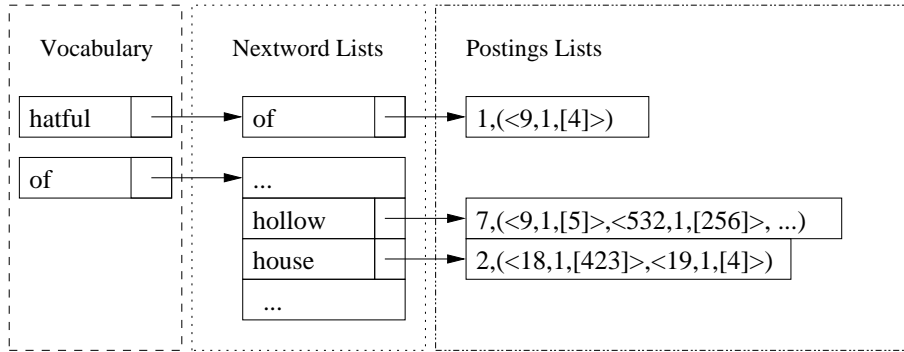 Vocabulary Nextword Lists Postings Lists
hatful of 1,(<9,1,[4]>)
of ...
hollow 7,(<9,1,[5]>,<532,1,[256]>, ...)
house 2,(<18,1,[423]>,<19,1,[4]>)
...